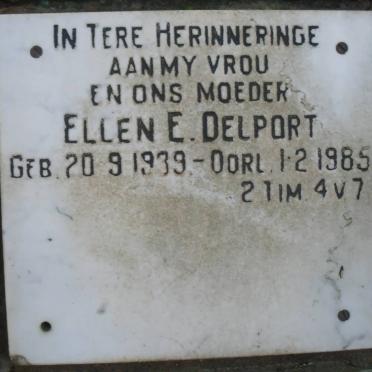 IN TERE HERINNERINGE
AAN MY VROU
EN ONS MOEDER
ELLEN E. DELPORT
GEB. 20 9 1939 - OORL. 1·2 1985
2 TIM. 4 V 7